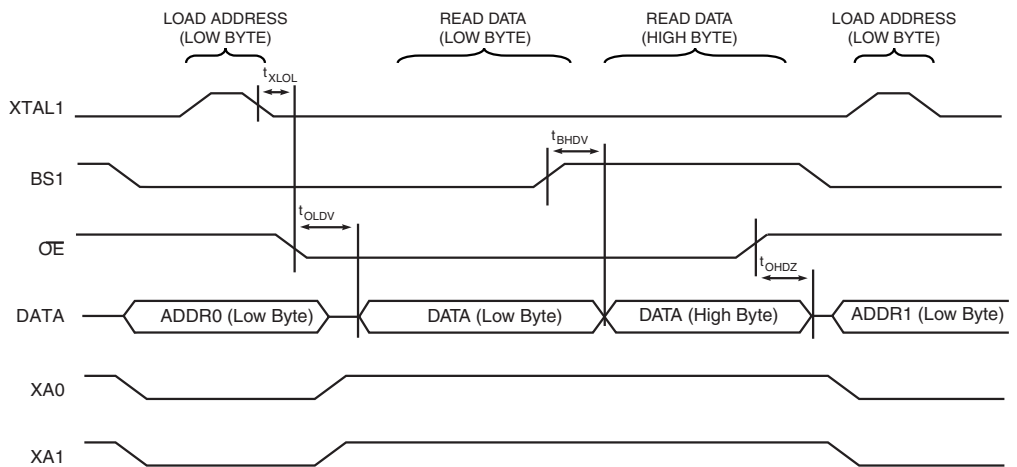 LOAD ADDRESS
(LOW BYTE)
READ DATA
(LOW BYTE)
READ DATA
(HIGH BYTE)
LOAD ADDRESS
(LOW BYTE)
tXLOL
XTAL1
tBHDV
BS1
tOLDV
OE
tOHDZ
DATA
ADDR0 (Low Byte)
DATA (Low Byte)
DATA (High Byte)
ADDR1 (Low Byte)
XA0
XA1